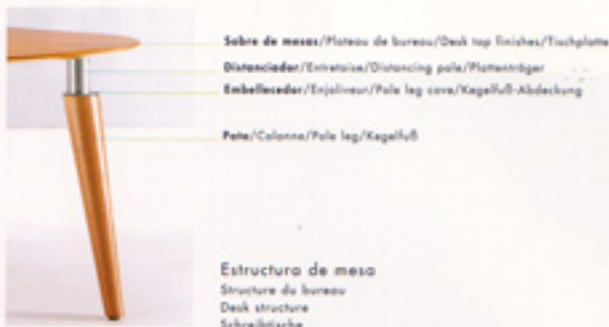 Sobre de mesas/Plateau de bureau/Desk top finishes/Tischplatte
Distanciador/Entretoise/Distancing pole/Plattenträger
Embellecedor/Enjoliveur/Pole leg cove/Kegelfuß-Abdeckung
Pata/Colonne/Pole leg/Kegelfuß
Estructura de mesa
Structure du bureau
Desk structure
Schreibtische